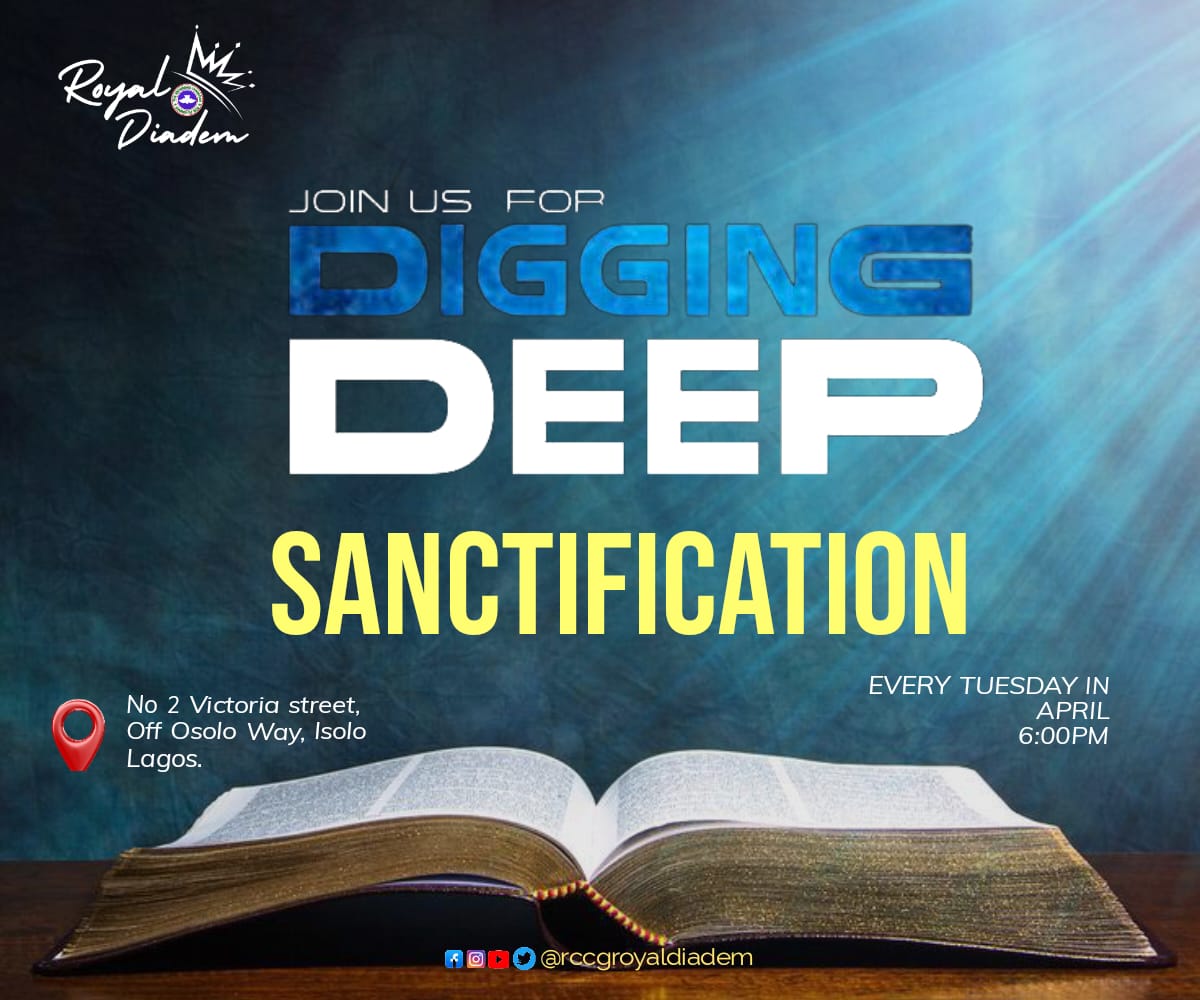 Royal
Diadem
JOIN US FOR
DIGGING
DEEP
SANCTIFICATION
No 2 Victoria street,
Off Osolo Way, Isolo
Lagos.
EVERY TUESDAY IN
APRIL
6:00PM
@rccgroyaldiadem